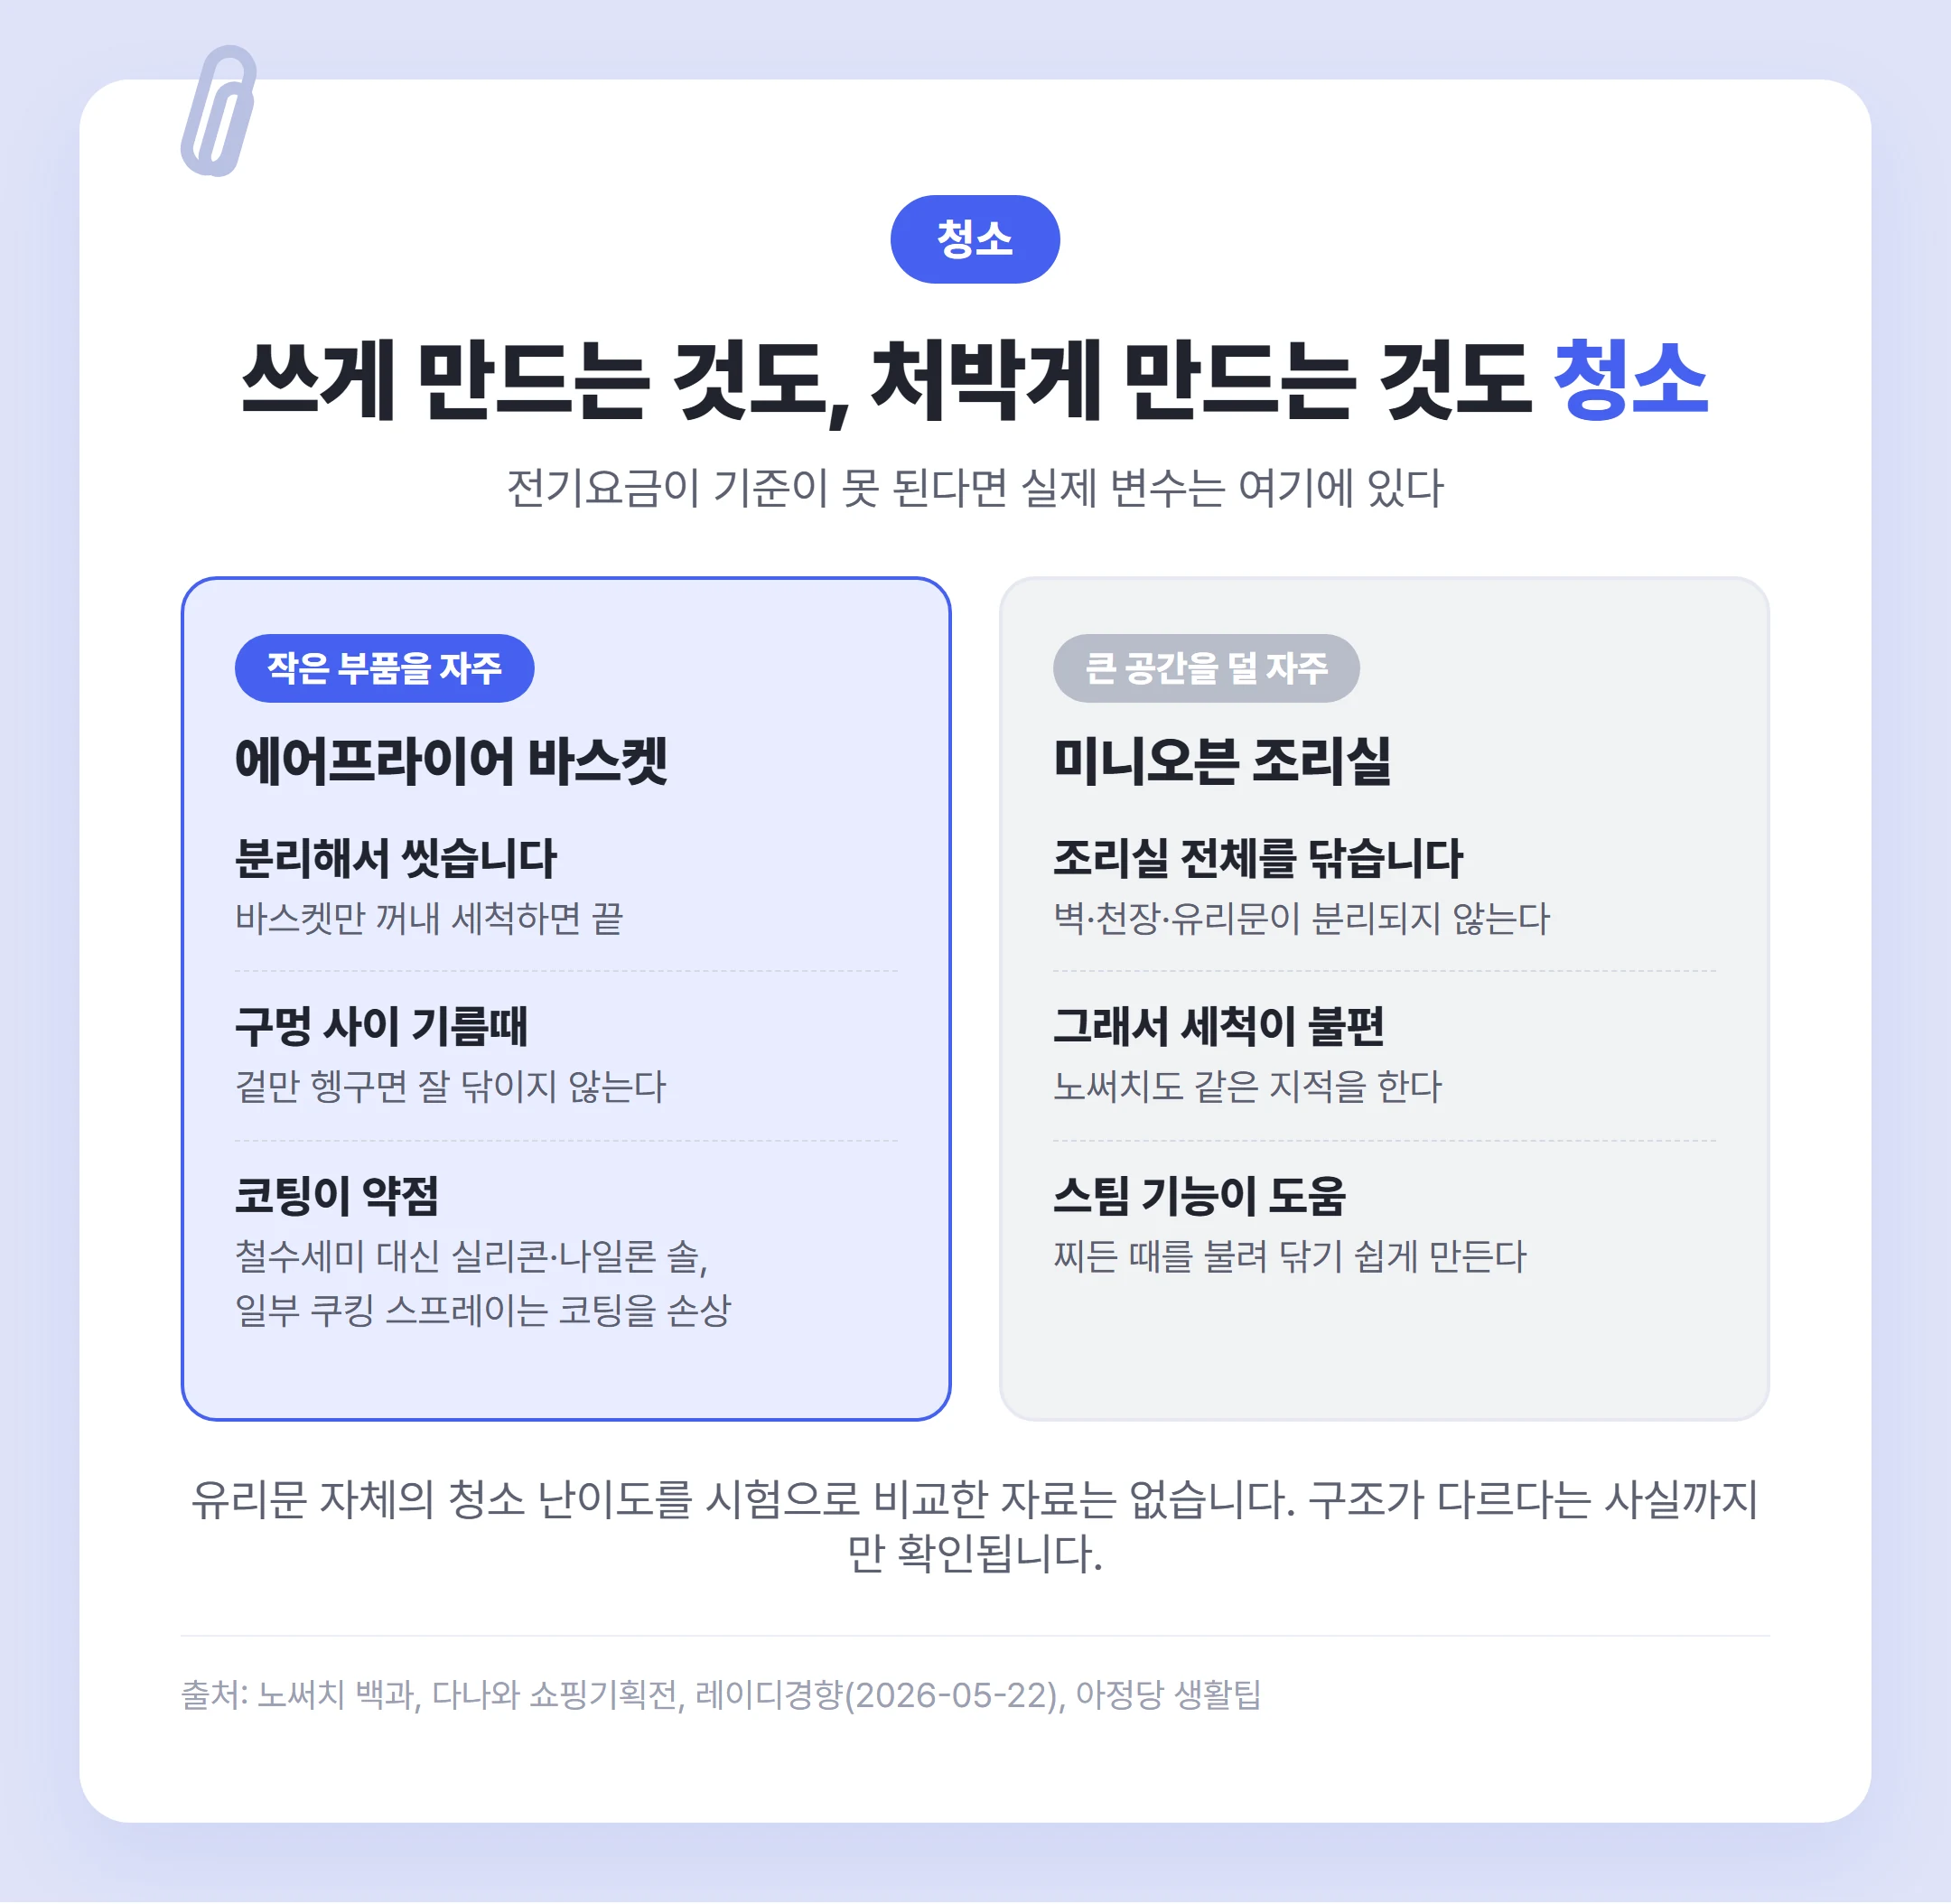 청소
쓰게 만드는 것도, 처박게 만드는 것도 청소
전기요금이 기준이 못 된다면 실제 변수는 여기에 있다
작은 부품을 자주
에어프라이어 바스켓
분리해서 씻습니다
바스켓만 꺼내 세척하면 끝
구멍 사이 기름때
겉만 헹구면 잘 닦이지 않는다
코팅이 약점
철수세미 대신 실리콘·나일론 솔,
일부 쿠킹 스프레이는 코팅을 손상
큰 공간을 덜 자주
미니오븐 조리실
조리실 전체를 닦습니다
벽·천장·유리문이 분리되지 않는다
그래서 세척이 불편
노써치도 같은 지적을 한다
스팀 기능이 도움
찌든 때를 불려 닦기 쉽게 만든다
유리문 자체의 청소 난이도를 시험으로 비교한 자료는 없습니다. 구조가 다르다는 사실까지
만 확인됩니다.
출처: 노써치 백과, 다나와 쇼핑기획전, 레이디경향(2026-05-22), 아정당 생활팁